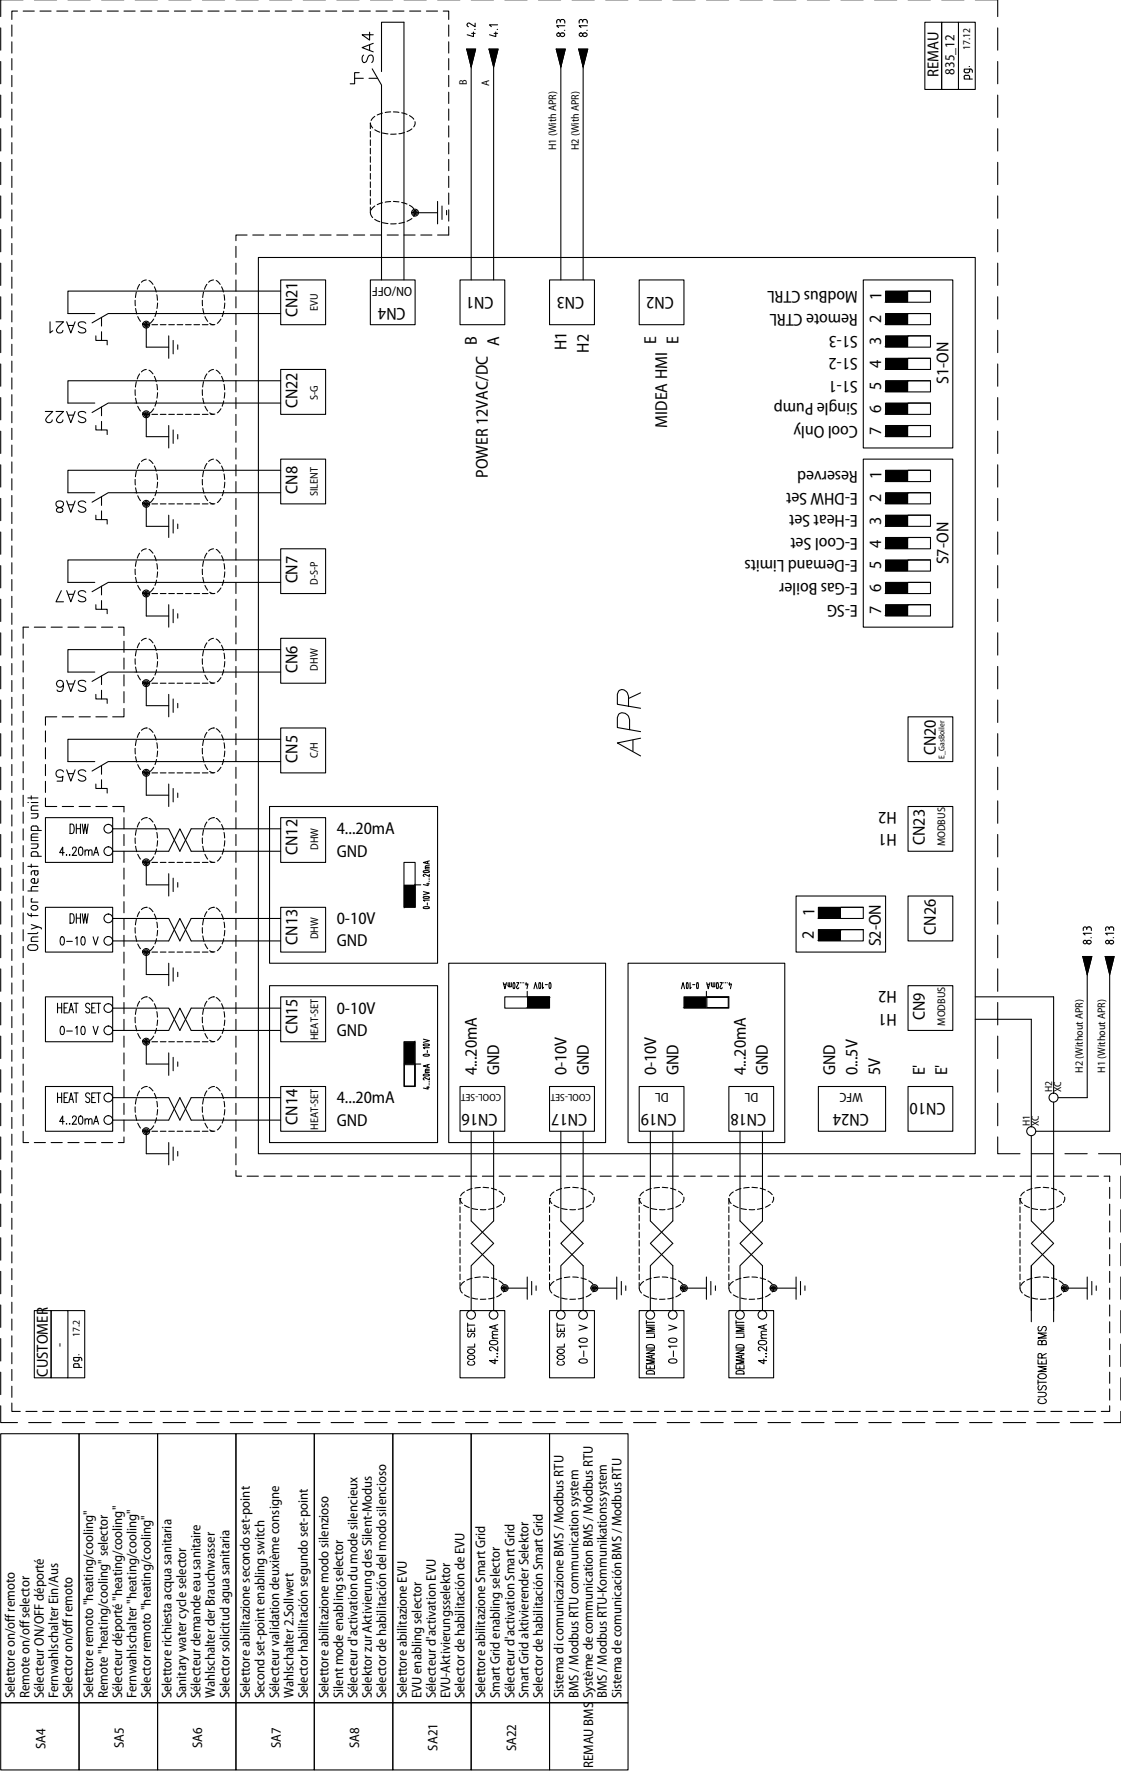 CUSTOMER
-
pg. 17.2
REMAU
835_12
pg. 17.12
Only for heat pump unit
HEAT SET
4..20mA
HEAT SET
0-10 V
DHW
0-10 V
DHW
4..20mA
SA5
SA6
SA7
SA8
SA22
SA21
SA4
CN14
HEAT-SET
4...20mA
GND
CN15
HEAT-SET
0-10V
GND
4..20mA 0-10V
CN13
DHW
0-10V
GND
CN12
DHW
4...20mA
GND
0-10V 4..20mA
CN5
C/H
CN6
DHW
CN7
D-S-P
CN8
SILENT
CN22
S-G
CN21
EVU
CN4
ON/OFF
CN1
B
A
POWER 12VAC/DC
B
4.2
A
4.1
CN3
H1
H2
H1 (With APR)
8.13
H2 (With APR)
8.13
CN2
E
E
MIDEA HMI
APR
COOL SET
4..20mA
CN16
COOL-SET
4...20mA
GND
COOL SET
0-10 V
CN17
COOL-SET
0-10V
GND
4..20mA 0-10V
DEMAND LIMIT
0-10 V
CN19
DL
0-10V
GND
DEMAND LIMIT
4..20mA
CN18
DL
4...20mA
GND
4..20mA 0-10V
CN24
WFC
GND
0...5V
5V
CN10
E'
E'
CN9
MODBUS
H1
H2
CN26
CN23
MODBUS
H1
H2
CN20
E_GasBoiler
2 1
S2-ON
7 E-SG
6 E-Gas Boiler
5 E-Demand Limits
4 E-Cool Set
3 E-Heat Set
2 E-DHW Set
1 Reserved
S7-ON
7 Cool Only
6 Single Pump
5 S1-1
4 S1-2
3 S1-3
2 Remote CTRL
1 ModBus CTRL
S1-ON
CUSTOMER BMS
H1
XC
H2
XC
H2 (Without APR)
8.13
H1 (Without APR)
8.13
SA4
Selettore on/off remoto
Remote on/off selector
Sélecteur ON/OFF déporté
Fernwahlschalter Ein/Aus
Selector on/off remoto
SA5
Selettore remoto "heating/cooling"
Remote "heating/cooling" selector
Sélecteur déporté "heating/cooling"
Fernwahlschalter "heating/cooling"
Selector remoto "heating/cooling"
SA6
Selettore richiesta acqua sanitaria
Sanitary water cycle selector
Sélecteur demande eau sanitaire
Wahlschalter der Brauchwasser
Selector solicitud agua sanitaria
SA7
Selettore abilitazione secondo set-point
Second set-point enabling switch
Sélecteur validation deuxième consigne
Wahlschalter 2.Sollwert
Selector habilitación segundo set-point
SA8
Selettore abilitazione modo silenzioso
Silent mode enabling selector
Sélecteur d'activation du mode silencieux
Selektor zur Aktivierung des Silent-Modus
Selector de habilitación del modo silencioso
SA21
Selettore abilitazione EVU
EVU enabling selector
Sélecteur d'activation EVU
EVU-Aktivierungsselektor
Selector de habilitación de EVU
SA22
Selettore abilitazione Smart Grid
Smart Grid enabling selector
Sélecteur d'activation Smart Grid
Smart Grid aktivierender Selektor
Selector de habilitación Smart Grid
REMAU BMS
Sistema di comunicazione BMS / Modbus RTU
BMS / Modbus RTU communication system
Système de communication BMS / Modbus RTU
BMS / Modbus RTU-Kommunikationssystem
Sistema de comunicación BMS / Modbus RTU